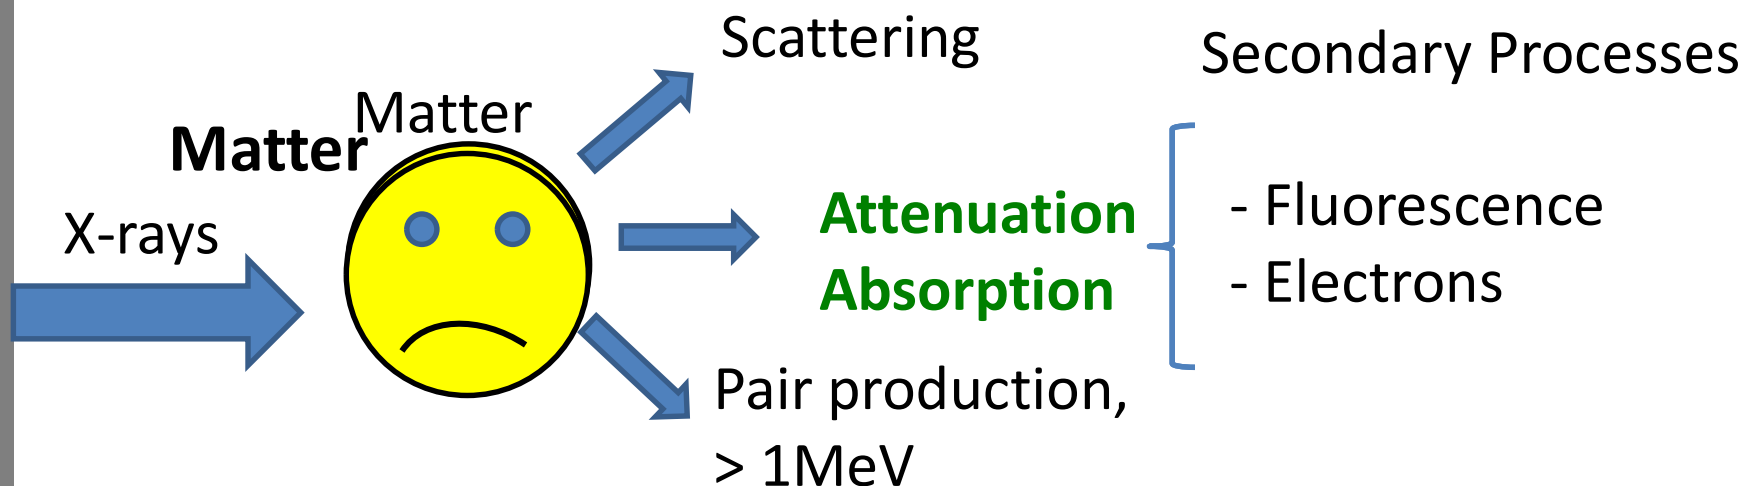 Scattering
Secondary Processes
Matter
Matter
X-rays
Attenuation
Absorption
- Fluorescence
- Electrons
Pair production,
> 1MeV